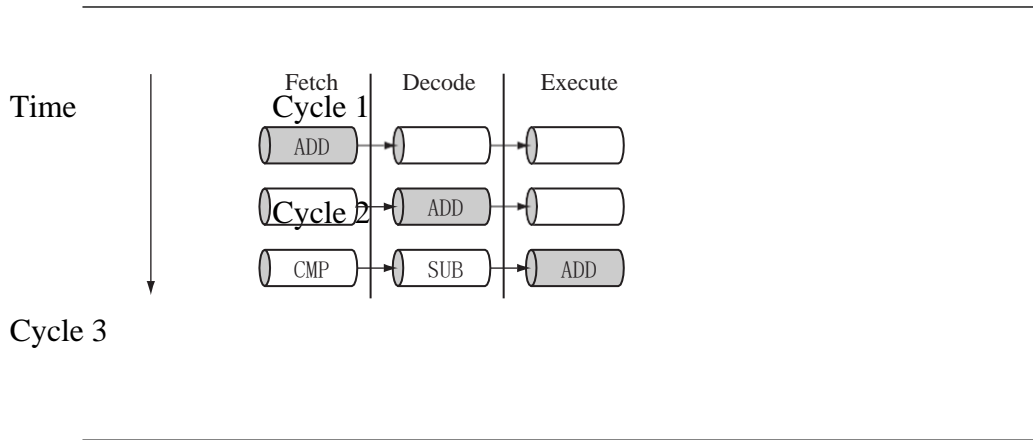 Fetch Decode Execute
Time Cycle 1
ADD
Cycle 2 ADD
CMP SUB ADD
Cycle 3